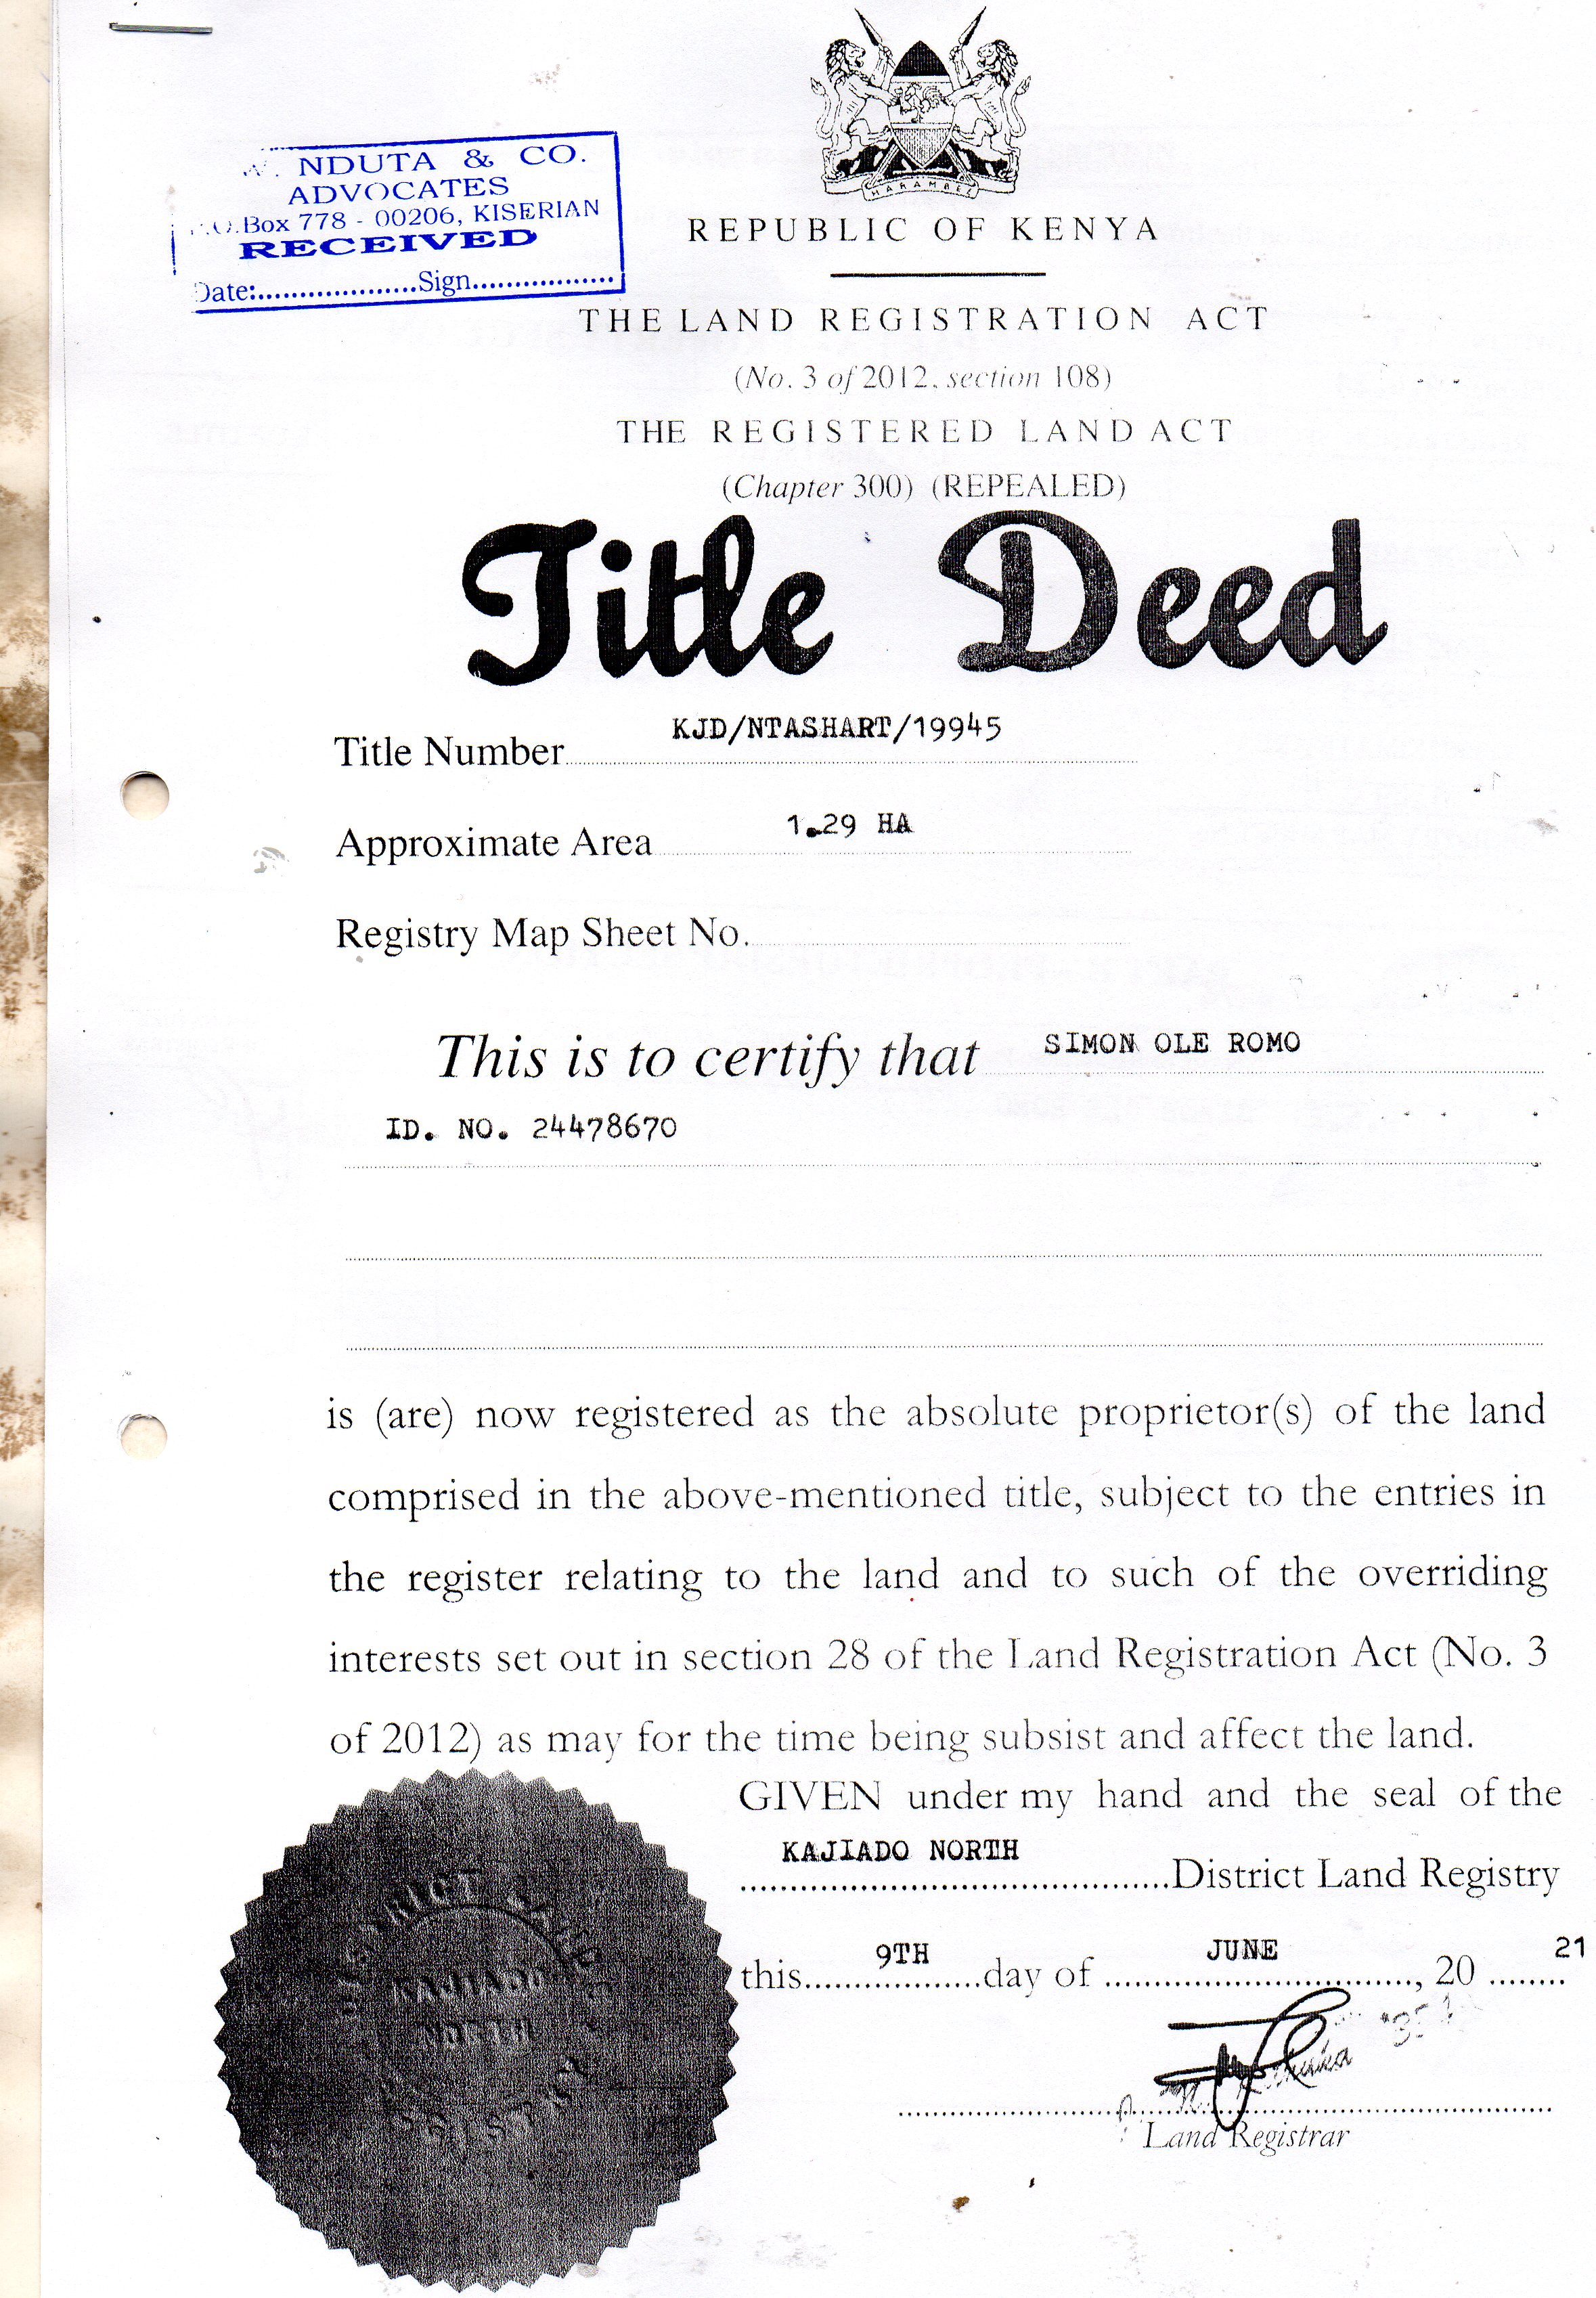 HARAMBEE
REPUBLIC OF KENYA
W. NDUTA & CO.
ADVOCATES
P.O.Box 778 - 00206, KISERIAN
RECEIVED
Date:....................Sign.................
THE LAND REGISTRATION ACT
(No. 3 of 2012, section 108)
THE REGISTERED LAND ACT
(Chapter 300) (REPEALED)
Title Deed
Title Number KJD/NTASHART/19945
Approximate Area 1.29 HA
Registry Map Sheet No.
This is to certify that SIMON OLE ROMO
ID. NO. 24478670
is (are) now registered as the absolute proprietor(s) of the land
comprised in the above-mentioned title, subject to the entries in
the register relating to the land and to such of the overriding
interests set out in section 28 of the Land Registration Act (No. 3
of 2012) as may for the time being subsist and affect the land.
GIVEN under my hand and the seal of the
KAJIADO NORTH District Land Registry
this 9TH day of JUNE, 20 21
Land Registrar
DISTRICT
KAJIADO
NORTH